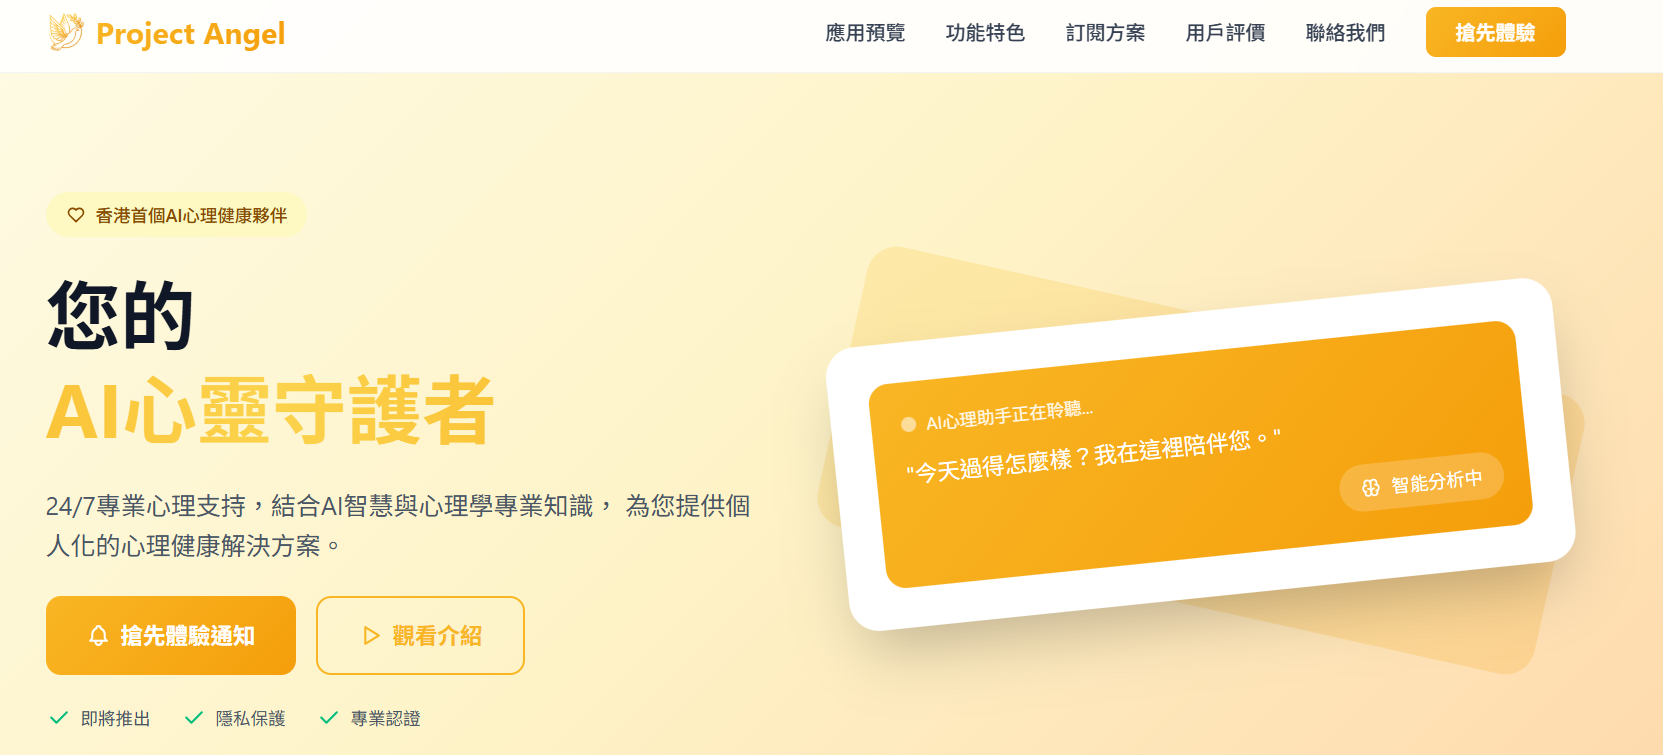 Project Angel
應用預覽
功能特色
訂閱方案
用戶評價
聯絡我們
搶先體驗
香港首個AI心理健康夥伴
您的
AI心靈守護者
24/7專業心理支持，結合AI智慧與心理學專業知識， 為您提供個
人化的心理健康解決方案。
搶先體驗通知
觀看介紹
即將推出
隱私保護
專業認證
AI心理助手正在聆聽...
"今天過得怎麼樣？我在這裡陪伴您。"
智能分析中